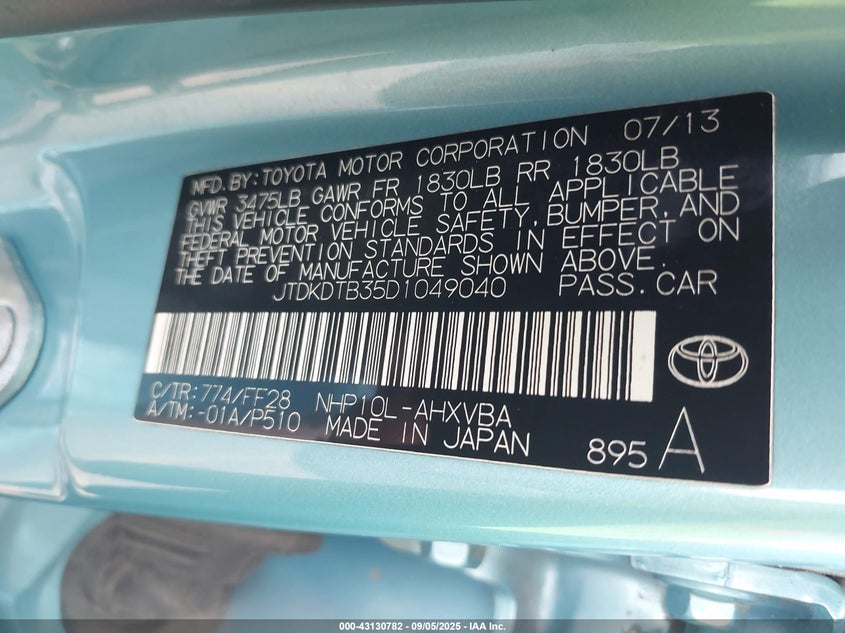 MFD. BY: TOYOTA MOTOR CORPORATION 07/13
GVWR 3475LB GAWR FR 1830LB RR 1830LB
THIS VEHICLE CONFORMS TO ALL APPLICABLE
FEDERAL MOTOR VEHICLE SAFETY, BUMPER, AND
THEFT PREVENTION STANDARDS IN EFFECT ON
THE DATE OF MANUFACTURE SHOWN ABOVE.
JTDKDTB35D1049040 PASS. CAR
C/TR: 774/FF28 NHP10L-AHXVBA
A/TM: -01A/P510 MADE IN JAPAN
895 A
000-43130782 - 09/05/2025 - IAA Inc.